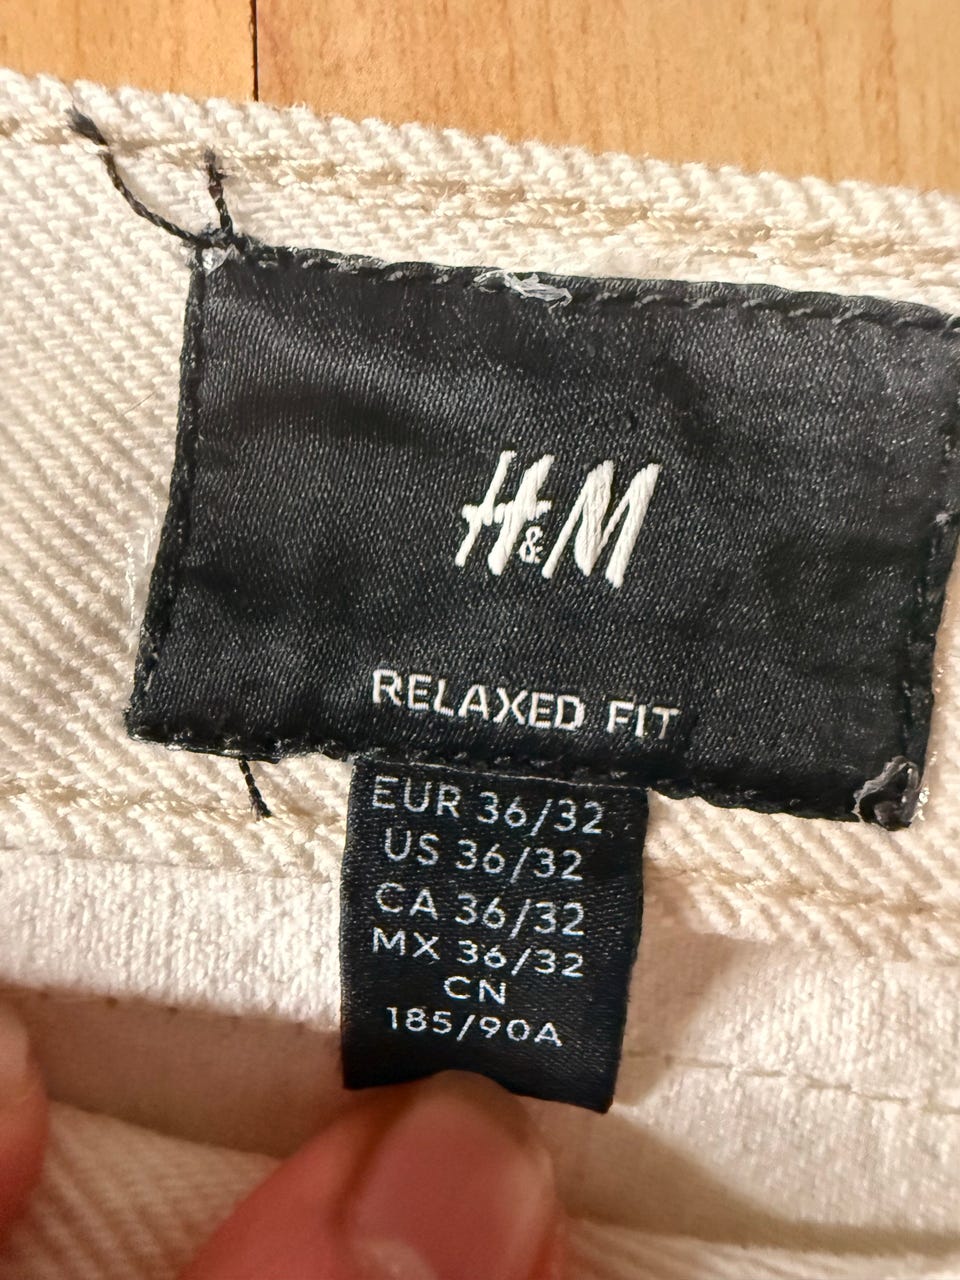 H&M
RELAXED FIT
EUR 36/32
US 36/32
CA 36/32
MX 36/32
CN
185/90A